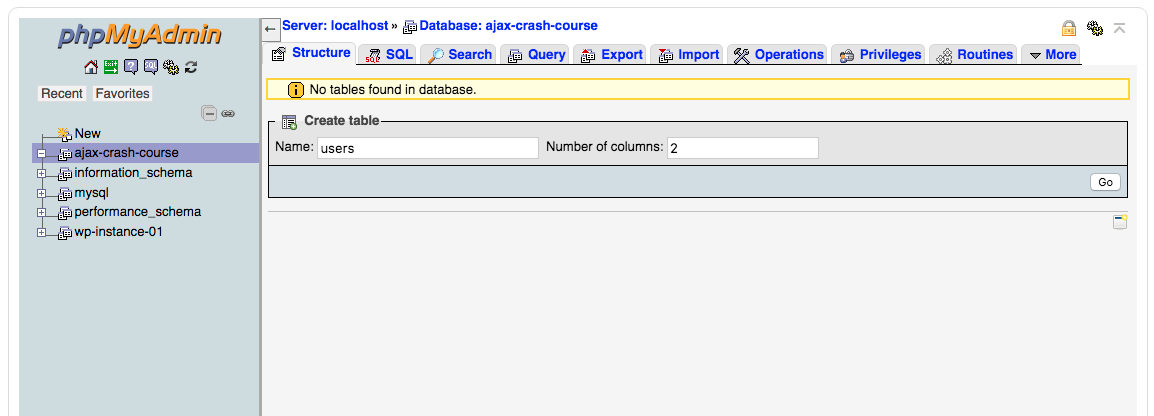 phpMyAdmin
Recent Favorites
New
ajax-crash-course
information_schema
mysql
performance_schema
wp-instance-01
← Server: localhost » Database: ajax-crash-course
Structure SQL Search Query Export Import Operations Privileges Routines More
No tables found in database.
Create table
Name: users Number of columns: 2
Go